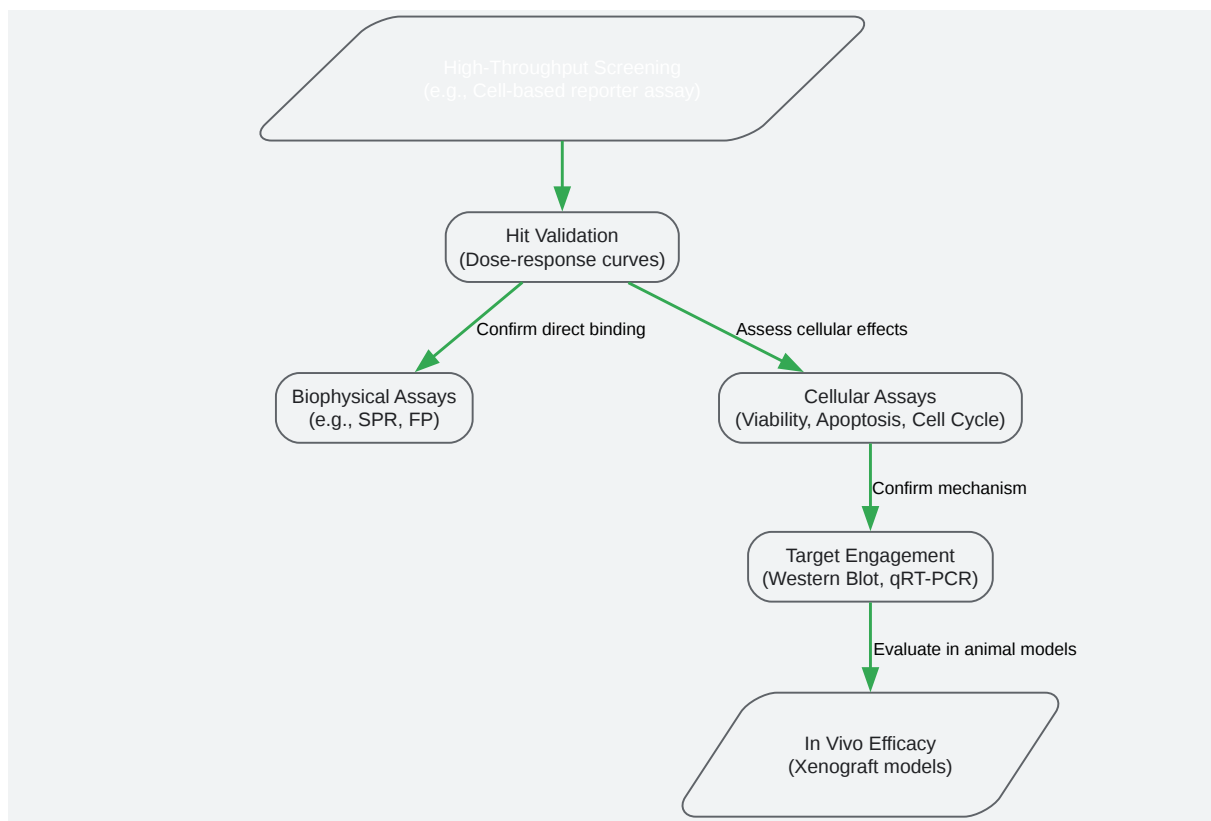 High-Throughput Screening
(e.g., Cell-based reporter assay)
Hit Validation
(Dose-response curves)
Confirm direct binding
Assess cellular effects
Biophysical Assays
(e.g., SPR, FP)
Cellular Assays
(Viability, Apoptosis, Cell Cycle)
Confirm mechanism
Target Engagement
(Western Blot, qRT-PCR)
Evaluate in animal models
In Vivo Efficacy
(Xenograft models)